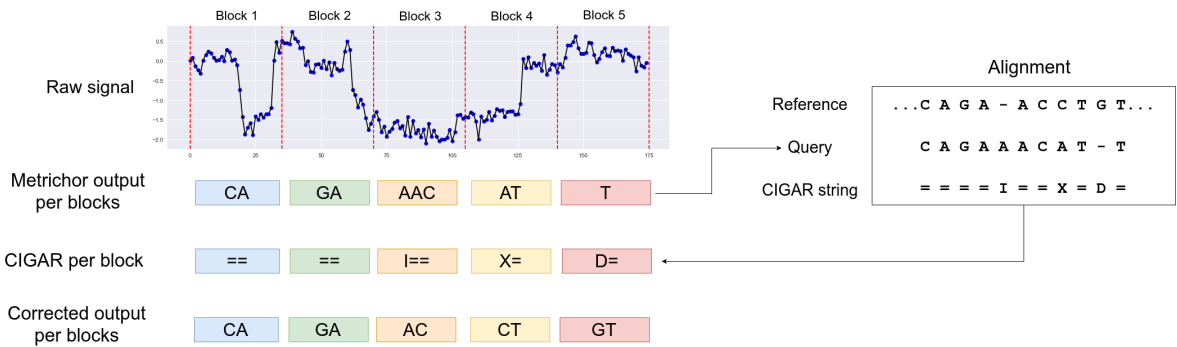 Block 1 Block 2 Block 3 Block 4 Block 5
0.5
0.0
−0.5
−1.0
−1.5
−2.0
0 25 50 75 100 125 150 175
Raw signal
Metrichor output
per blocks
CA GA AAC AT T
CIGAR per block
== == I== X= D=
Corrected output
per blocks
CA GA AC CT GT
Alignment
Reference ...CAGA-ACCTGT...
Query CAGAAACAT-T
CIGAR string ====I==X=D=